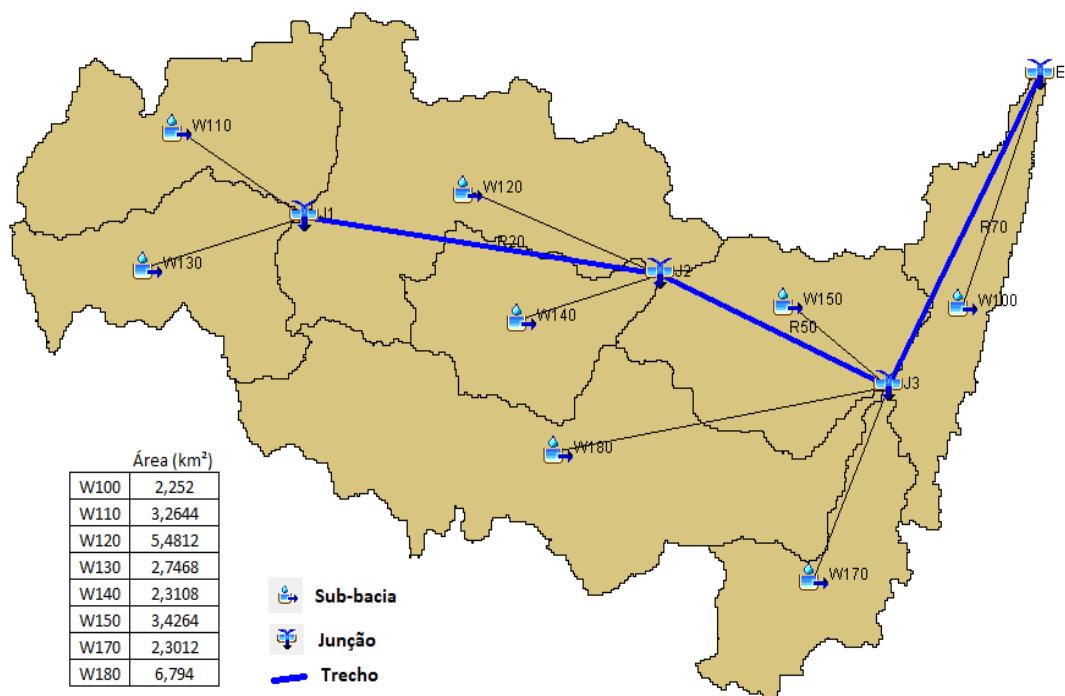 E
W110
W120
J1
R20
J2
W130
R70
W150
W100
W140
R50
J3
W180
W170
Área (km²)
W100 2,252
W110 3,2644
W120 5,4812
W130 2,7468
W140 2,3108
W150 3,4264
W170 2,3012
W180 6,794
Sub-bacia
Junção
Trecho